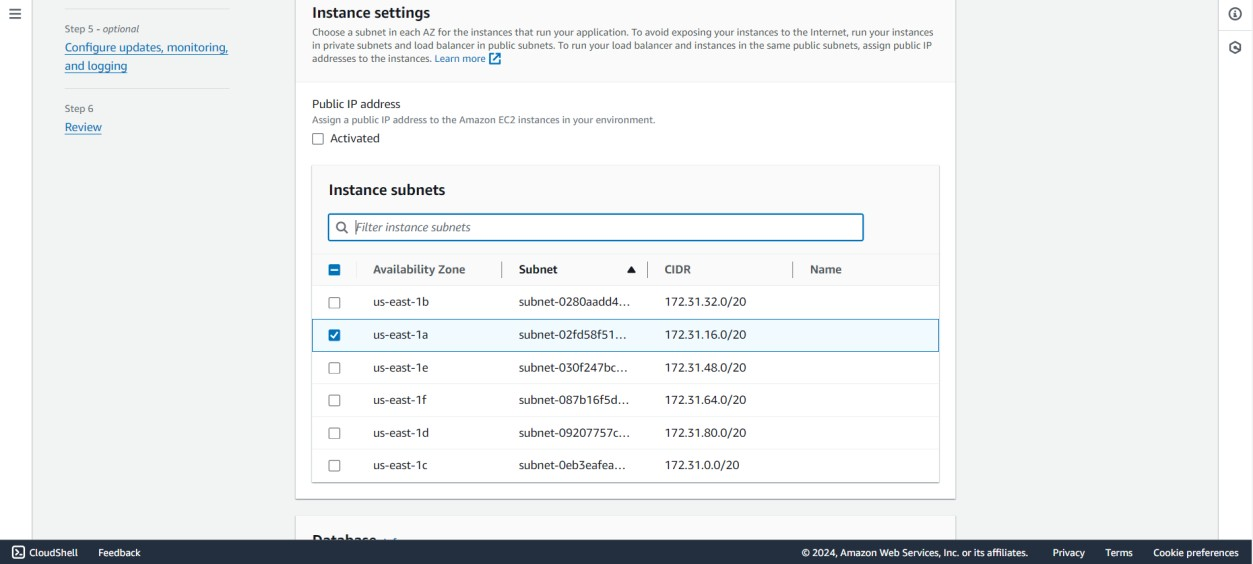 Step 5 - optional
Configure updates, monitoring,
and logging
Step 6
Review
Instance settings
Choose a subnet in each AZ for the instances that run your application. To avoid exposing your instances to the Internet, run your instances
in private subnets and load balancer in public subnets. To run your load balancer and instances in the same public subnets, assign public IP
addresses to the instances. Learn more
Public IP address
Assign a public IP address to the Amazon EC2 instances in your environment.
Activated
Instance subnets
Filter instance subnets
Availability Zone Subnet CIDR Name
us-east-1b subnet-0280aadd4... 172.31.32.0/20
us-east-1a subnet-02fd58f51... 172.31.16.0/20
us-east-1e subnet-030f247bc... 172.31.48.0/20
us-east-1f subnet-087b16f5d... 172.31.64.0/20
us-east-1d subnet-09207757c... 172.31.80.0/20
us-east-1c subnet-0eb3eafea... 172.31.0.0/20
Database
CloudShell Feedback © 2024, Amazon Web Services, Inc. or its affiliates. Privacy Terms Cookie preferences